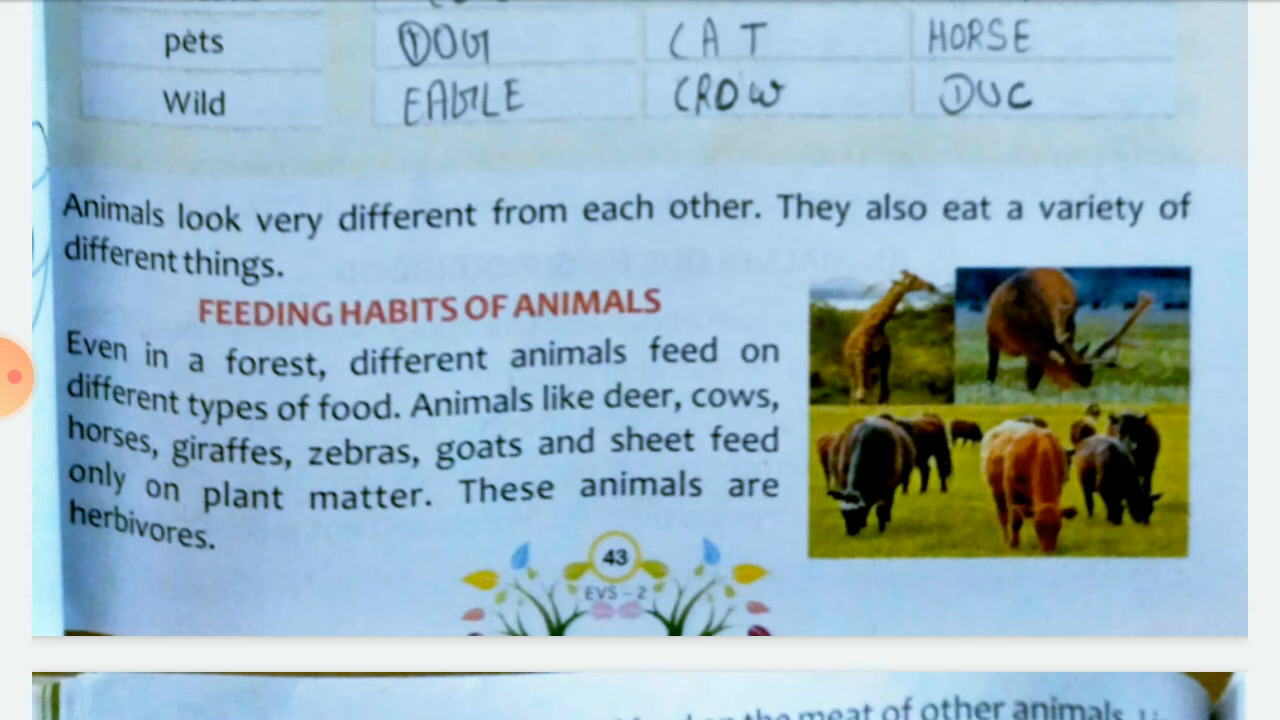 pets DOG CAT HORSE
Wild EAGLE CROW DUC
Animals look very different from each other. They also eat a variety of
different things.
FEEDING HABITS OF ANIMALS
Even in a forest, different animals feed on
different types of food. Animals like deer, cows,
horses, giraffes, zebras, goats and sheet feed
only on plant matter. These animals are
herbivores.
43
EVS - 2
the meat of other animals.